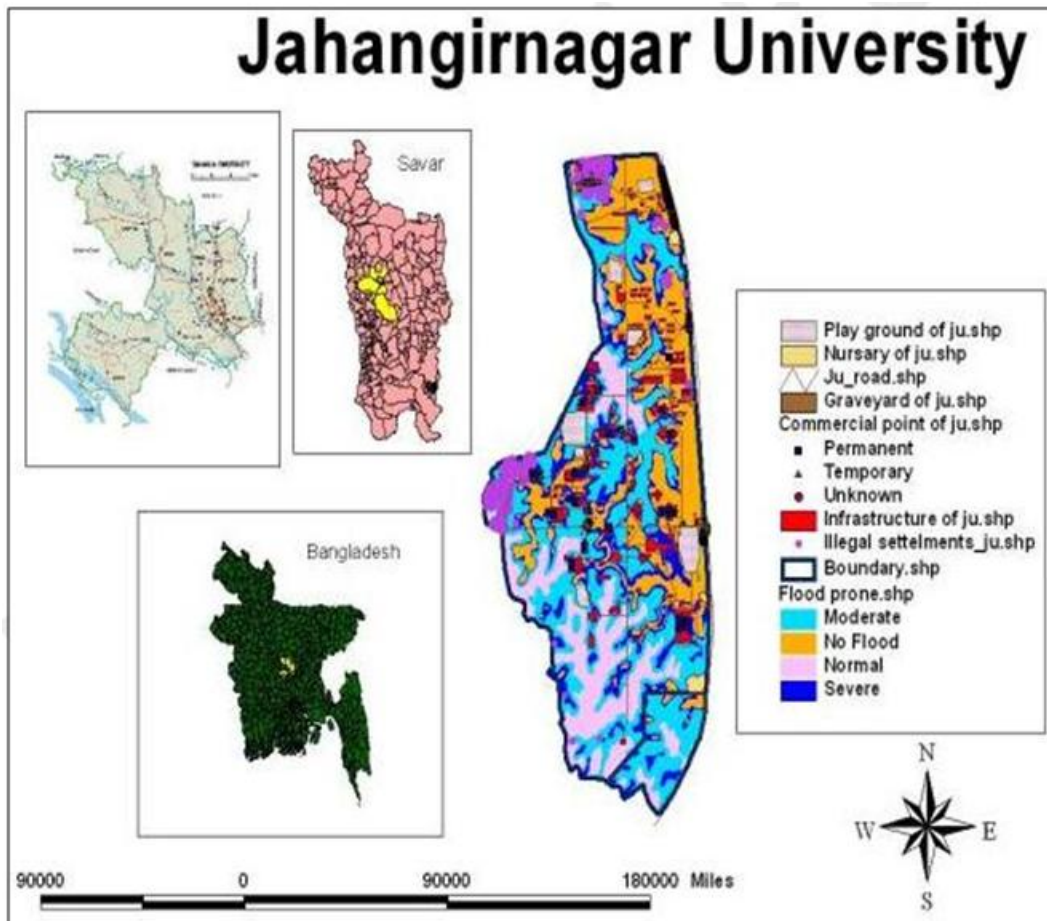 Jahangirnagar University
Savar
Bangladesh
Play ground of ju.shp
Nursary of ju.shp
Ju_road.shp
Graveyard of ju.shp
Commercial point of ju.shp
Permanent
Temporary
Unknown
Infrastructure of ju.shp
Illegal settelments_ju.shp
Boundary.shp
Flood prone.shp
Moderate
No Flood
Normal
Severe
N
W E
S
90000 0 90000 180000 Miles